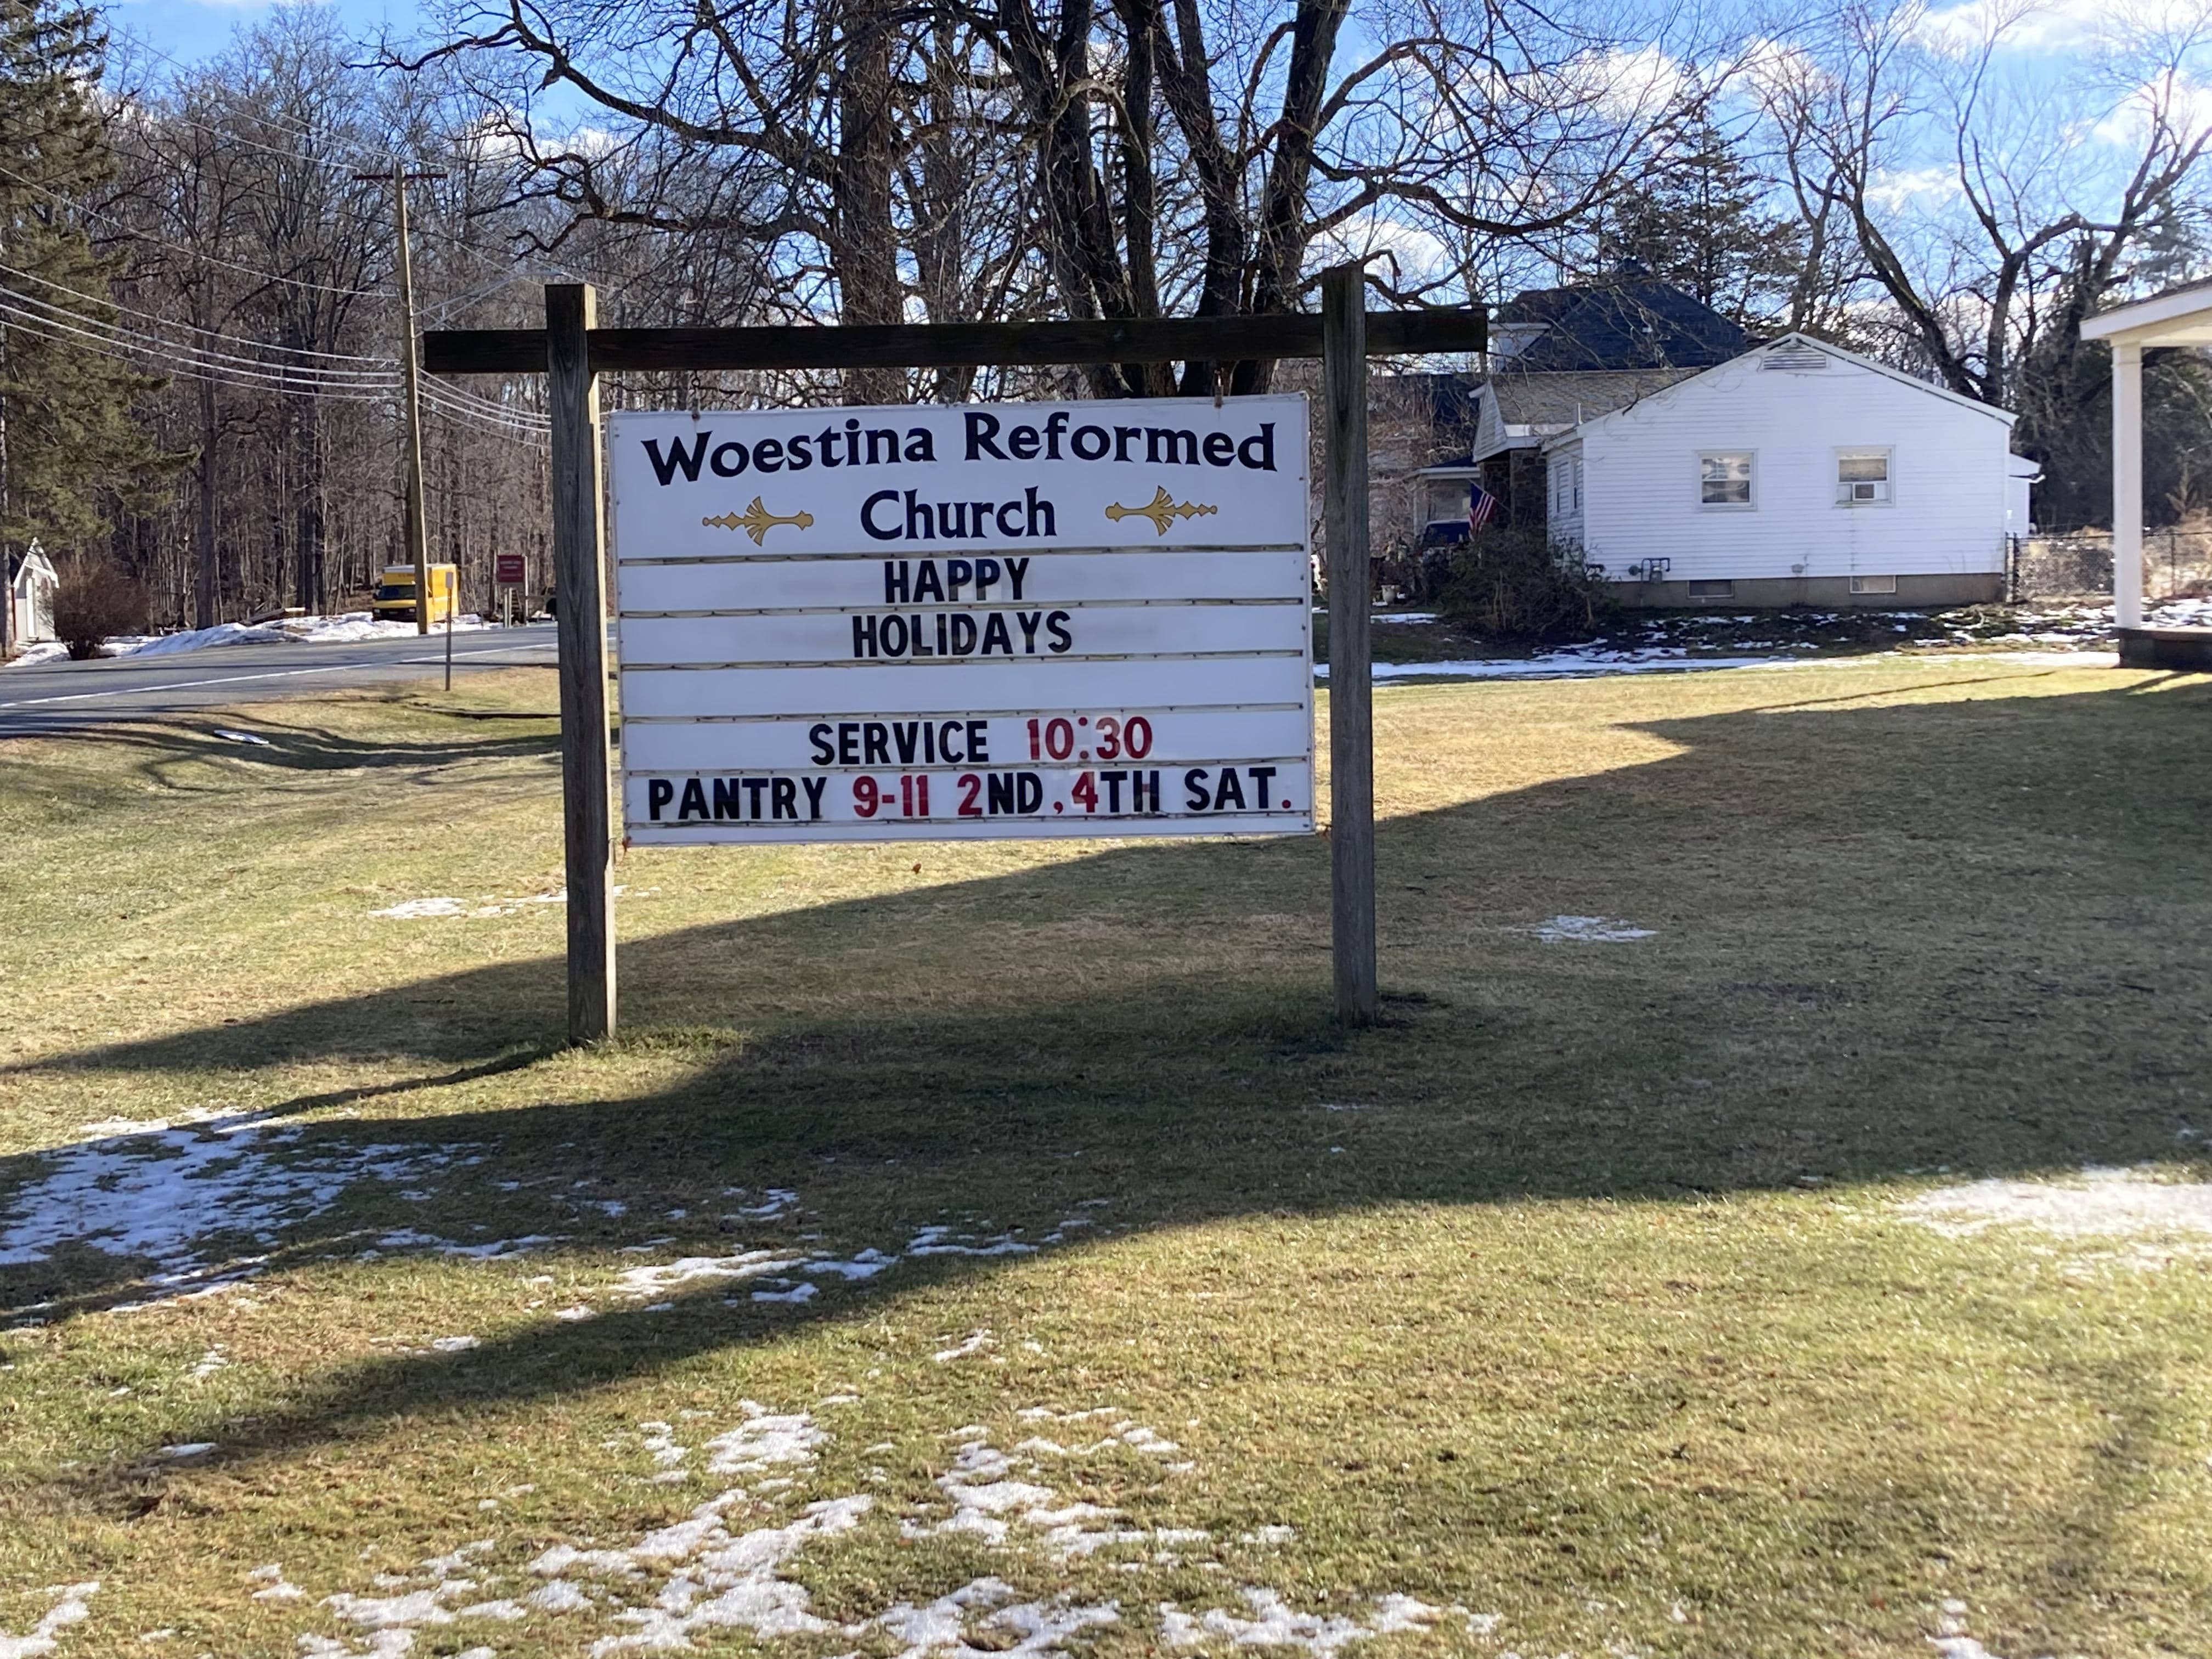 Woestina Reformed
Church
HAPPY
HOLIDAYS
SERVICE 10:30
PANTRY 9-11 2ND, 4TH SAT.